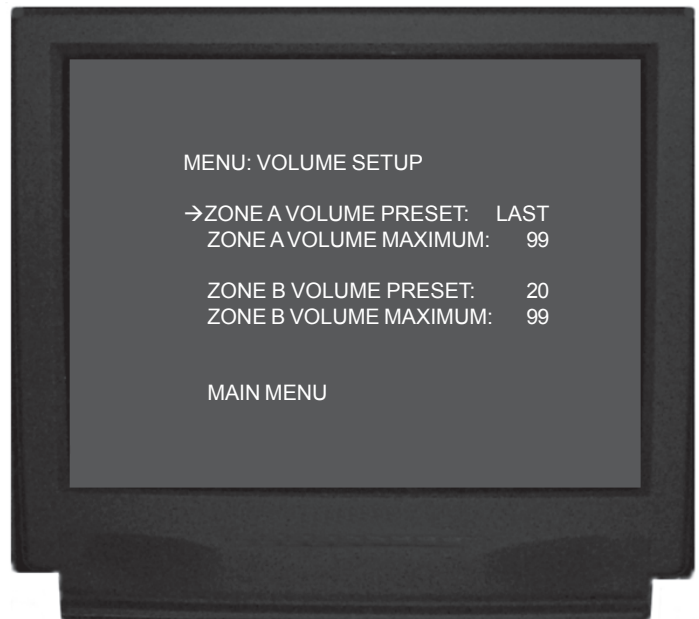 MENU: VOLUME SETUP
→ZONE A VOLUME PRESET: LAST
ZONE A VOLUME MAXIMUM: 99
ZONE B VOLUME PRESET: 20
ZONE B VOLUME MAXIMUM: 99
MAIN MENU